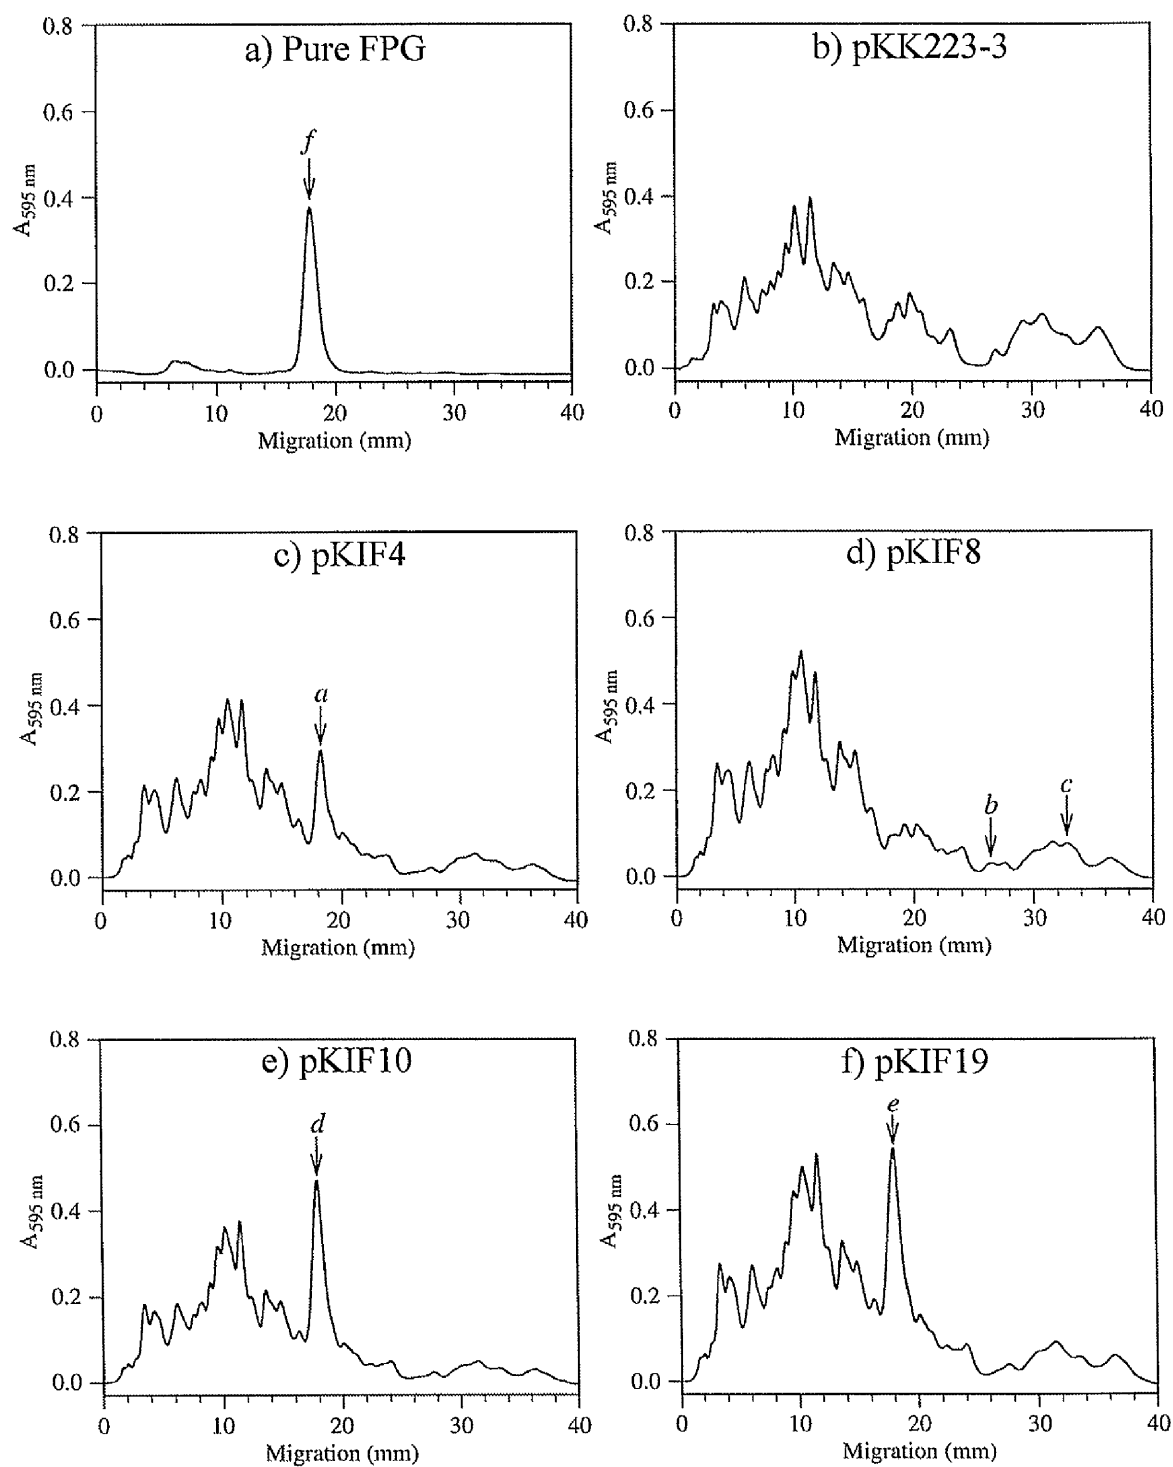 a) Pure FPG
f
0.8
0.6
0.4
0.2
0.0
A595 nm
0 10 20 30 40
Migration (mm)
b) pKK223-3
0.8
0.6
0.4
0.2
0.0
A595 nm
0 10 20 30 40
Migration (mm)
c) pKIF4
a
0.8
0.6
0.4
0.2
0.0
A595 nm
0 10 20 30 40
Migration (mm)
d) pKIF8
b
c
0.8
0.6
0.4
0.2
0.0
A595 nm
0 10 20 30 40
Migration (mm)
e) pKIF10
d
0.8
0.6
0.4
0.2
0.0
A595 nm
0 10 20 30 40
Migration (mm)
f) pKIF19
e
0.8
0.6
0.4
0.2
0.0
A595 nm
0 10 20 30 40
Migration (mm)